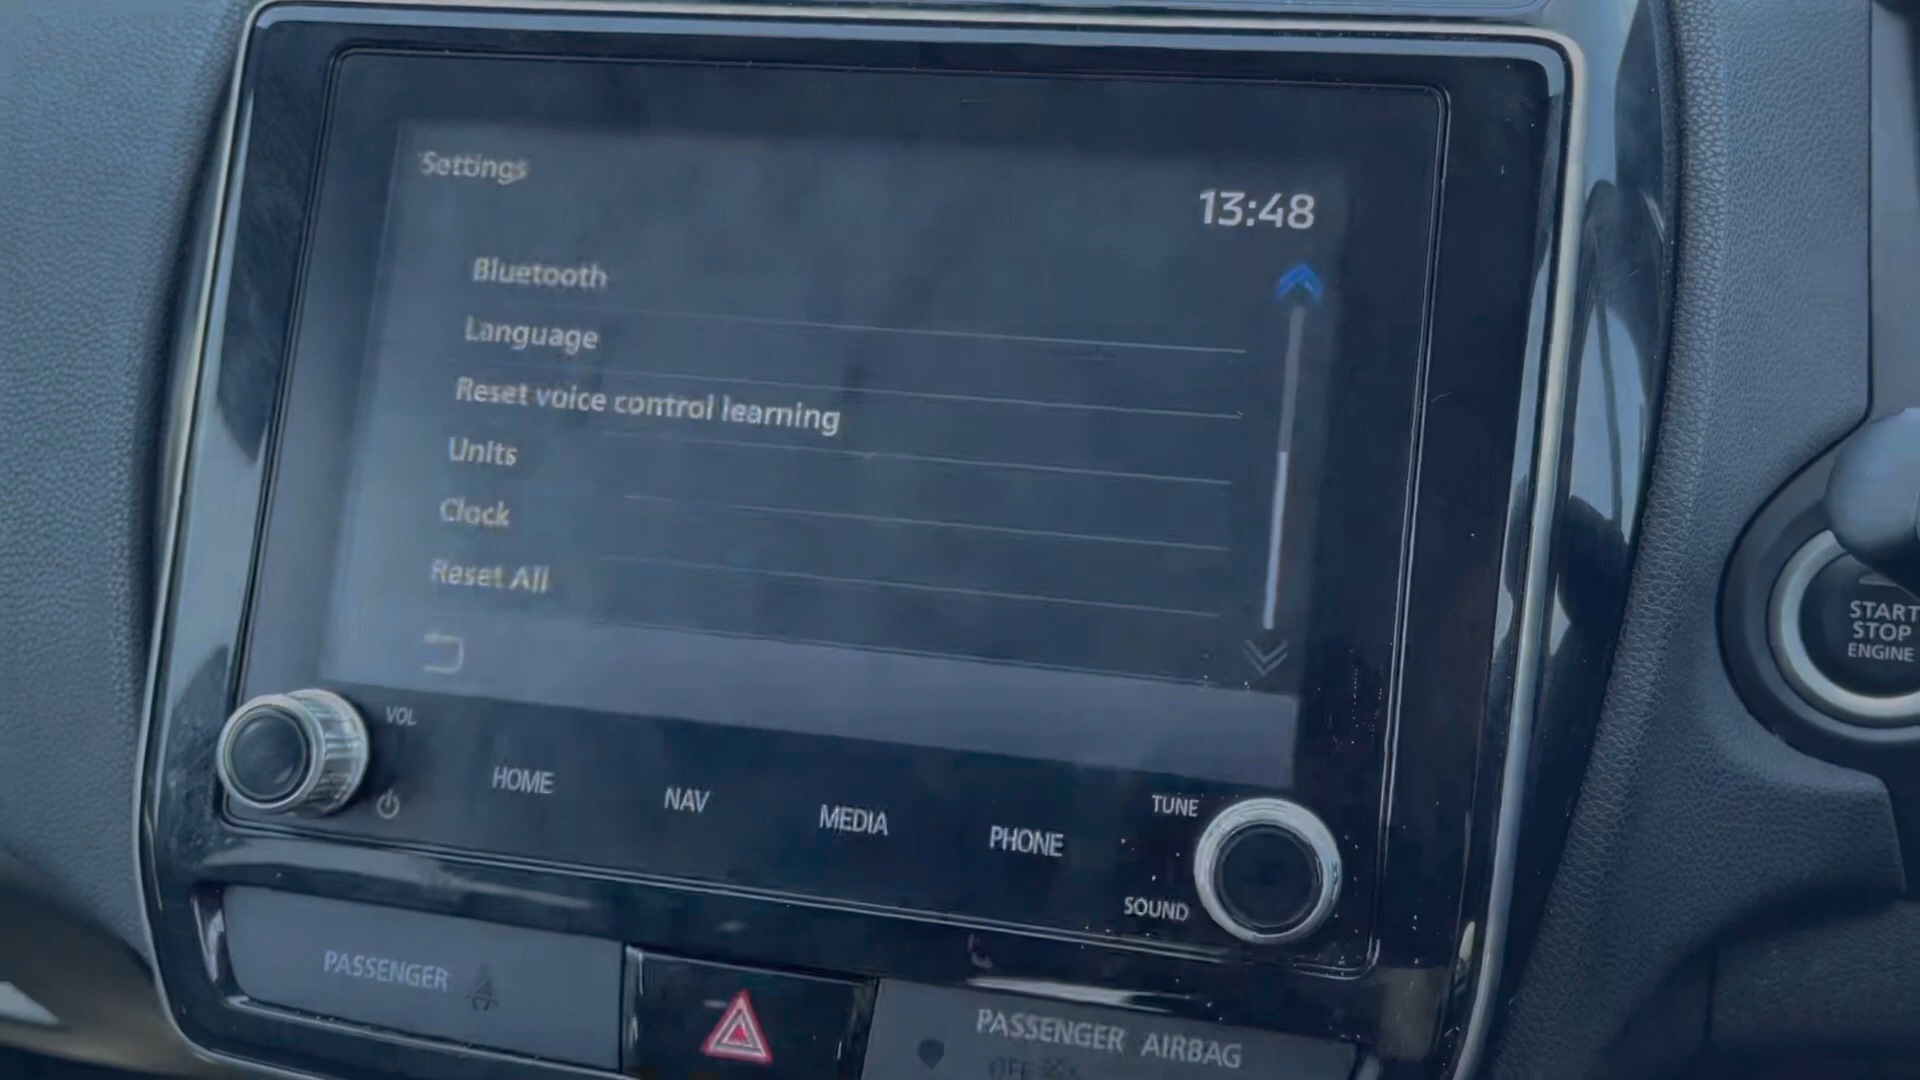 Settings
13:48
Bluetooth
Language
Reset voice control learning
Units
Clock
Reset All
VOL
HOME
NAV
MEDIA
PHONE
TUNE
SOUND
START
STOP
ENGINE
PASSENGER
PASSENGER AIRBAG
OFF